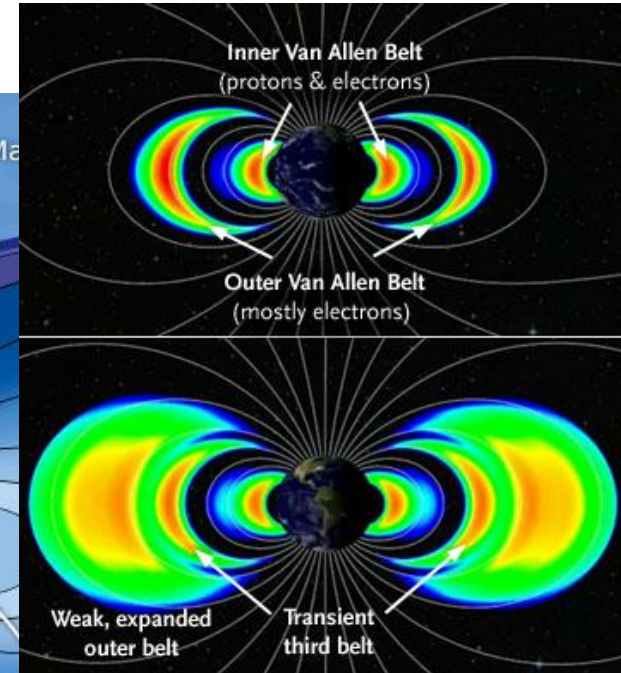 Ma
Inner Van Allen Belt
(protons & electrons)
Outer Van Allen Belt
(mostly electrons)
Weak, expanded
outer belt
Transient
third belt